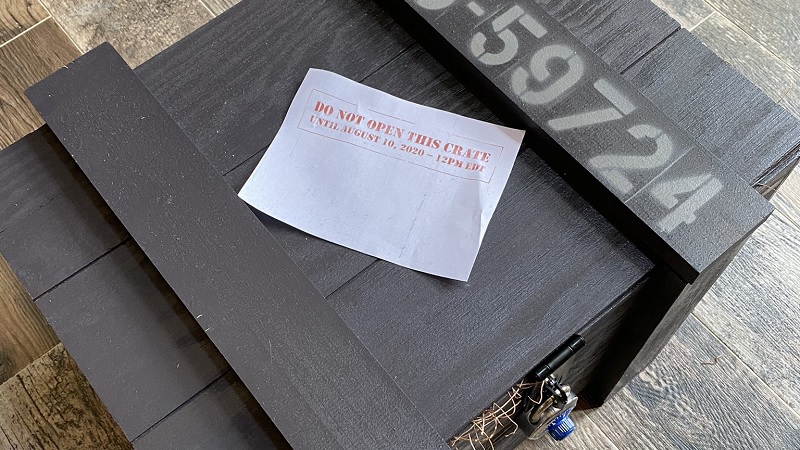 -59724
DO NOT OPEN THIS CRATE
UNTIL AUGUST 10, 2020 – 12PM EDT